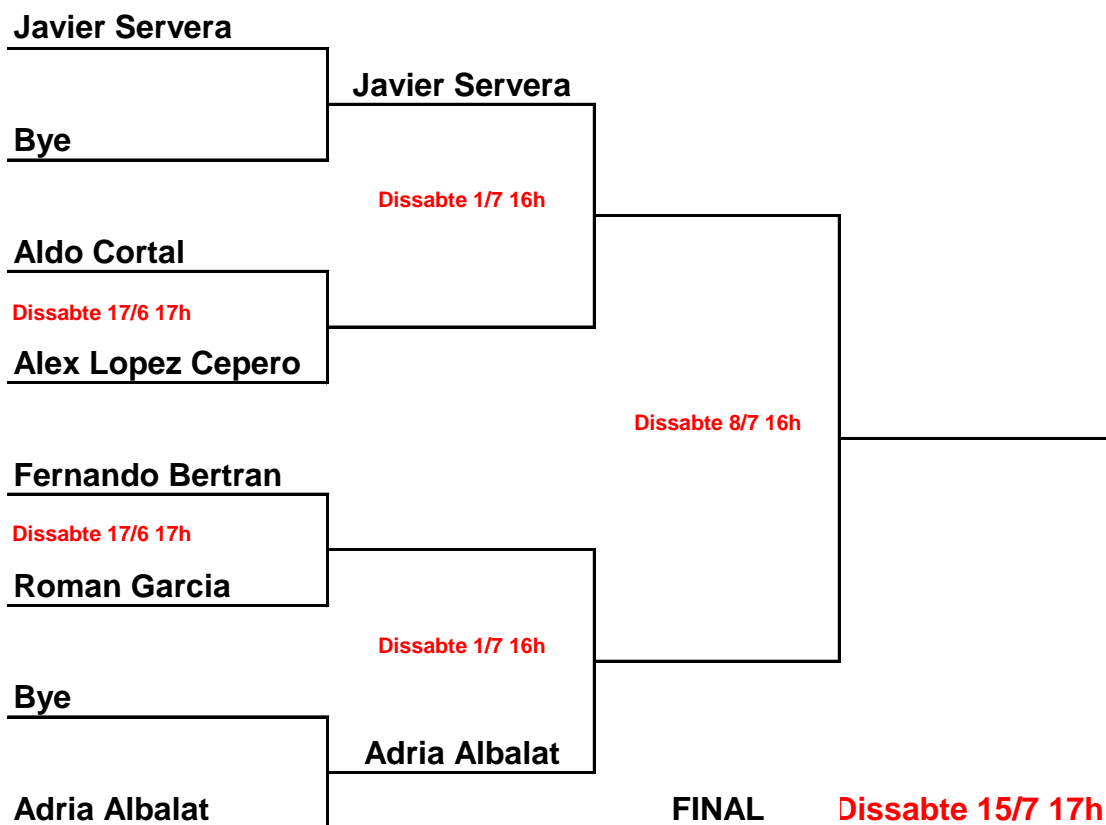 Javier Servera
Javier Servera
Bye
Dissabte 1/7 16h
Aldo Cortal
Dissabte 17/6 17h
Alex Lopez Cepero
Dissabte 8/7 16h
Fernando Bertran
Dissabte 17/6 17h
Roman Garcia
Dissabte 1/7 16h
Bye
Adria Albalat
Adria Albalat
FINAL Dissabte 15/7 17h